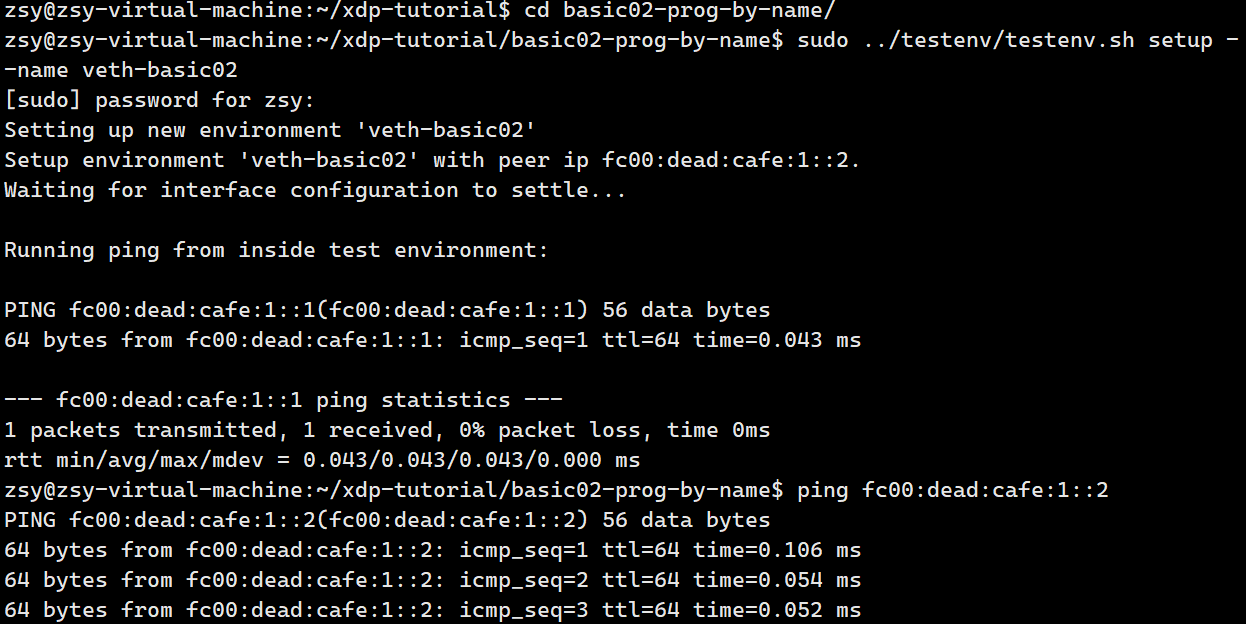 zsy@zsy-virtual-machine:~/xdp-tutorial$ cd basic02-prog-by-name/
zsy@zsy-virtual-machine:~/xdp-tutorial/basic02-prog-by-name$ sudo ../testenv/testenv.sh setup -
-name veth-basic02
[sudo] password for zsy:
Setting up new environment 'veth-basic02'
Setup environment 'veth-basic02' with peer ip fc00:dead:cafe:1::2.
Waiting for interface configuration to settle...

Running ping from inside test environment:

PING fc00:dead:cafe:1::1(fc00:dead:cafe:1::1) 56 data bytes
64 bytes from fc00:dead:cafe:1::1: icmp_seq=1 ttl=64 time=0.043 ms

--- fc00:dead:cafe:1::1 ping statistics ---
1 packets transmitted, 1 received, 0% packet loss, time 0ms
rtt min/avg/max/mdev = 0.043/0.043/0.043/0.000 ms
zsy@zsy-virtual-machine:~/xdp-tutorial/basic02-prog-by-name$ ping fc00:dead:cafe:1::2
PING fc00:dead:cafe:1::2(fc00:dead:cafe:1::2) 56 data bytes
64 bytes from fc00:dead:cafe:1::2: icmp_seq=1 ttl=64 time=0.106 ms
64 bytes from fc00:dead:cafe:1::2: icmp_seq=2 ttl=64 time=0.054 ms
64 bytes from fc00:dead:cafe:1::2: icmp_seq=3 ttl=64 time=0.052 ms